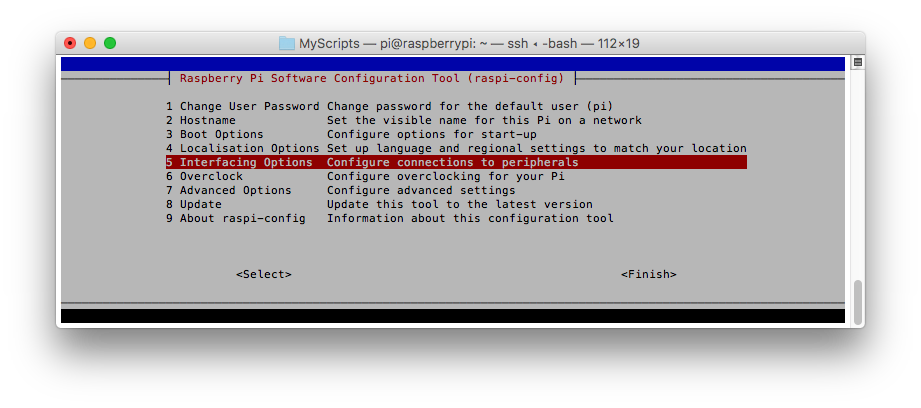 MyScripts — pi@raspberrypi: ~ — ssh ◂ -bash — 112×19
Raspberry Pi Software Configuration Tool (raspi-config)
1 Change User Password Change password for the default user (pi)
2 Hostname Set the visible name for this Pi on a network
3 Boot Options Configure options for start-up
4 Localisation Options Set up language and regional settings to match your location
5 Interfacing Options Configure connections to peripherals
6 Overclock Configure overclocking for your Pi
7 Advanced Options Configure advanced settings
8 Update Update this tool to the latest version
9 About raspi-config Information about this configuration tool
<Select> <Finish>